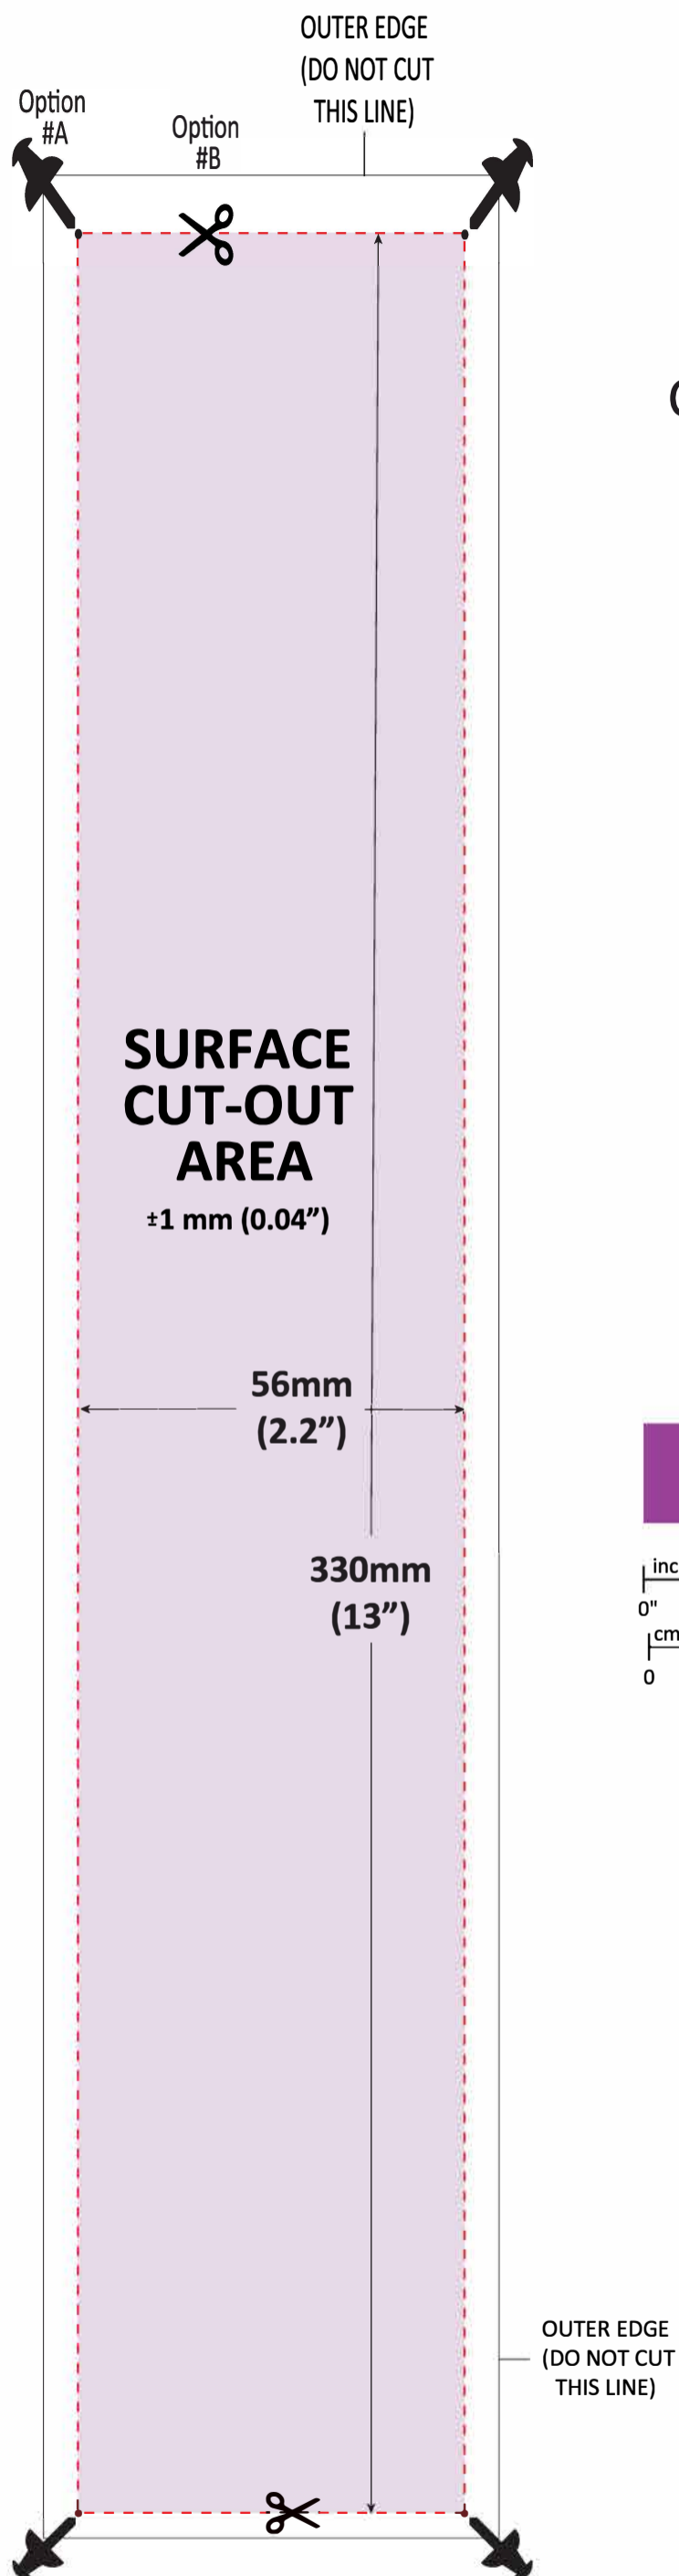 OUTER EDGE
(DO NOT CUT
THIS LINE)
Option
#A
Option
#B
SURFACE
CUT-OUT
AREA
±1 mm (0.04”)
56mm
(2.2”)
330mm
(13”)
0"
cm
0
OUTER EDGE
(DO NOT CUT
THIS LINE)